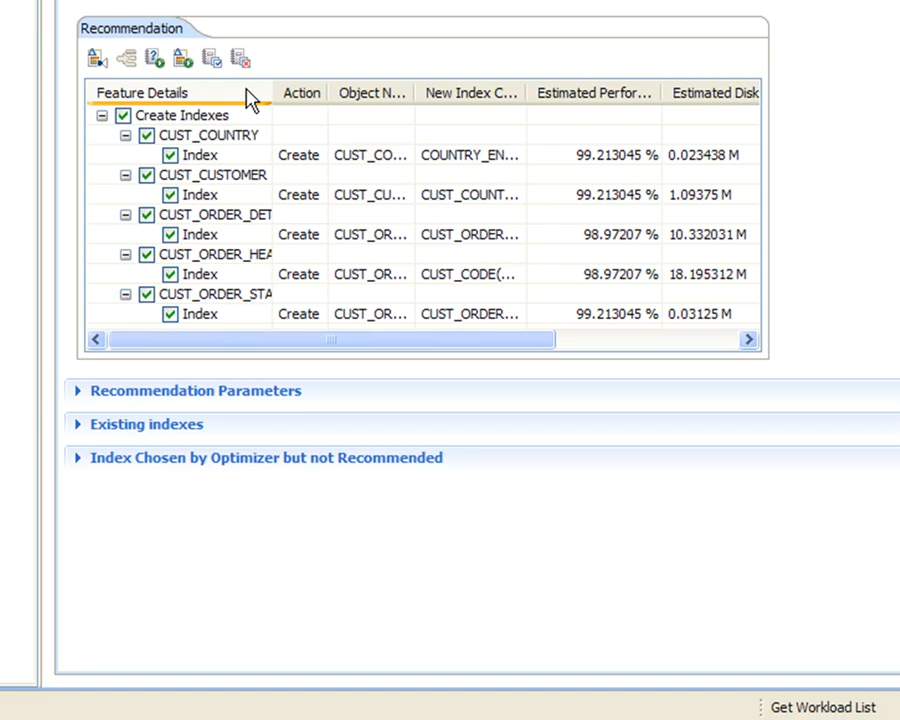 Recommendation
Feature Details Action Object N... New Index C... Estimated Perfor... Estimated Disk
Create Indexes
CUST_COUNTRY
Index Create CUST_CO... COUNTRY_EN... 99.213045 % 0.023438 M
CUST_CUSTOMER
Index Create CUST_CU... CUST_COUNT... 99.213045 % 1.09375 M
CUST_ORDER_DET
Index Create CUST_OR... CUST_ORDER... 98.97207 % 10.332031 M
CUST_ORDER_HEA
Index Create CUST_OR... CUST_CODE(... 98.97207 % 18.195312 M
CUST_ORDER_STA
Index Create CUST_OR... CUST_ORDER... 99.213045 % 0.03125 M
Recommendation Parameters
Existing indexes
Index Chosen by Optimizer but not Recommended
Get Workload List